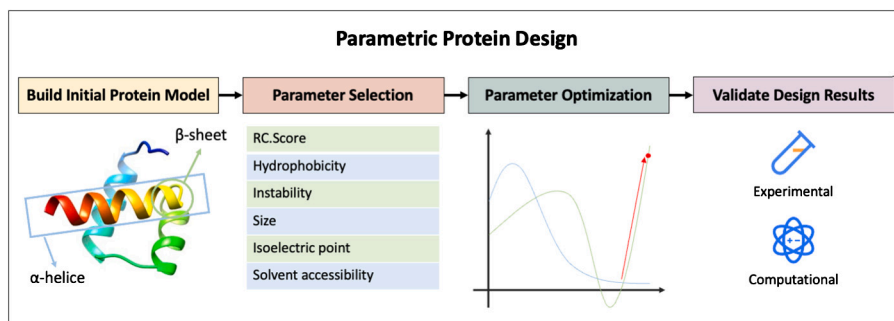 Parametric Protein Design
Build Initial Protein Model
Parameter Selection
Parameter Optimization
Validate Design Results
β-sheet
α-helice
RC.Score
Hydrophobicity
Instability
Size
Isoelectric point
Solvent accessibility
Experimental
Computational